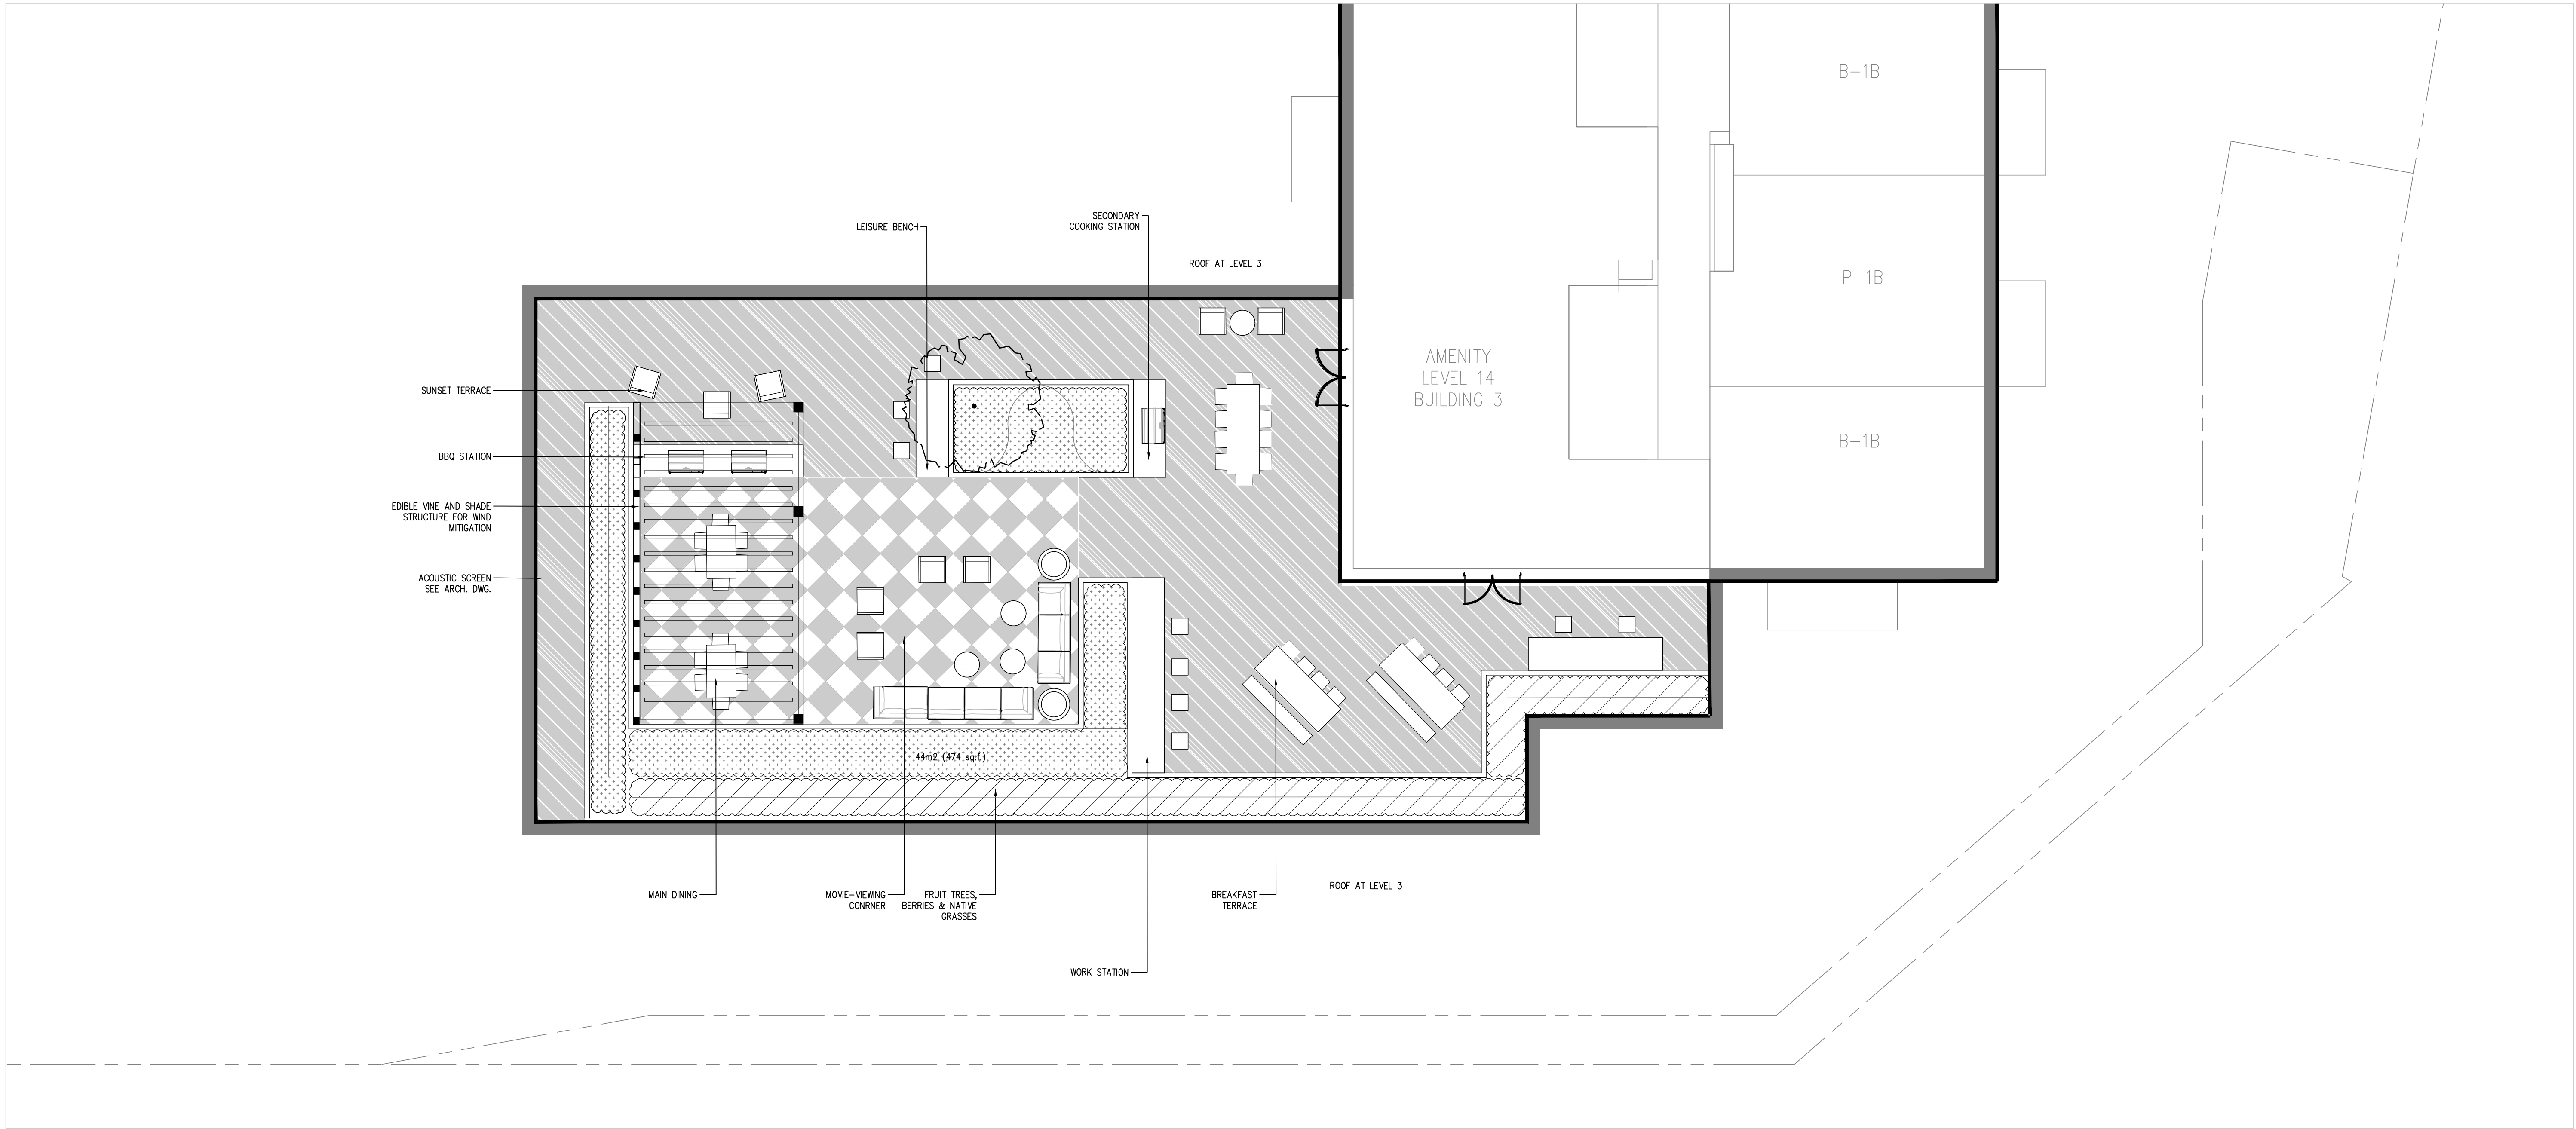 B-1B
P-1B
B-1B
AMENITY
LEVEL 14
BUILDING 3
SECONDARY
COOKING STATION
LEISURE BENCH
ROOF AT LEVEL 3
SUNSET TERRACE
BBQ STATION
EDIBLE VINE AND SHADE
STRUCTURE FOR WIND
MITIGATION
ACOUSTIC SCREEN
SEE ARCH. DWG.
44m2 (474 sq.f.)
MAIN DINING
MOVIE-VIEWING
CONRNER
FRUIT TREES,
BERRIES & NATIVE
GRASSES
BREAKFAST
TERRACE
ROOF AT LEVEL 3
WORK STATION